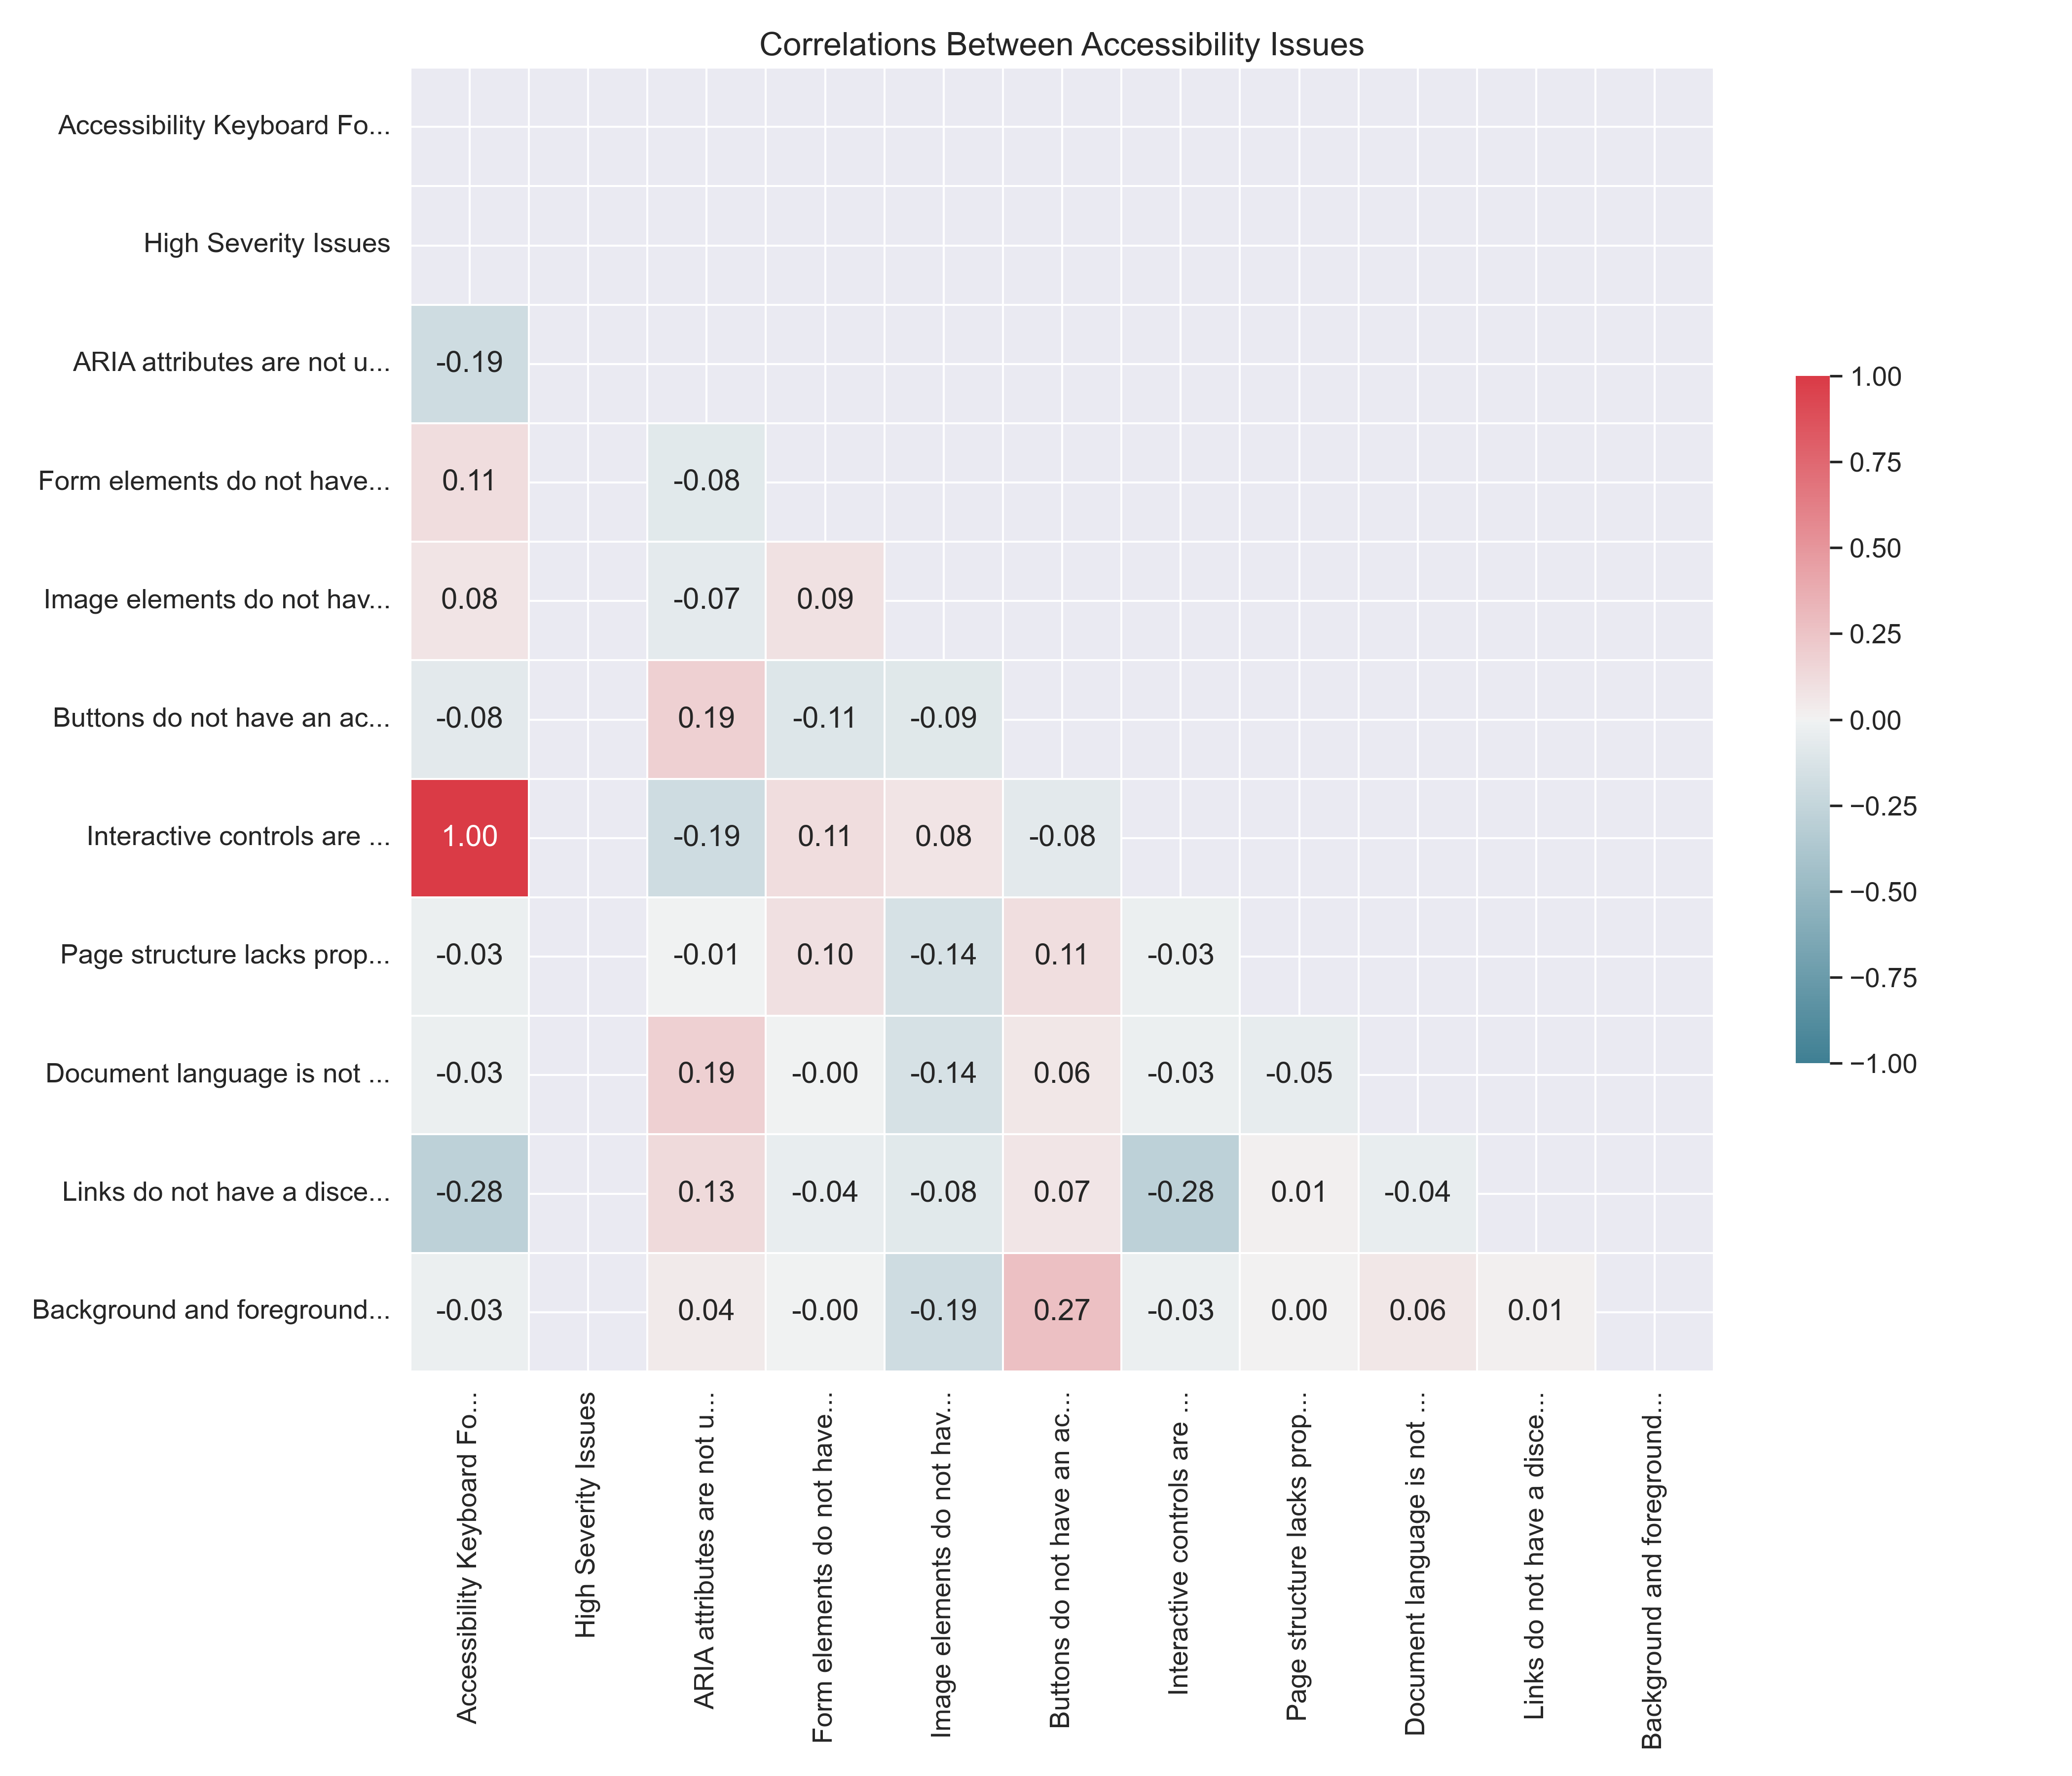 Correlations Between Accessibility Issues
Accessibility Keyboard Fo...
High Severity Issues
ARIA attributes are not u... -0.19
Form elements do not have... 0.11 -0.08
Image elements do not hav... 0.08 -0.07 0.09
Buttons do not have an ac... -0.08 0.19 -0.11 -0.09
Interactive controls are ... 1.00 -0.19 0.11 0.08 -0.08
Page structure lacks prop... -0.03 -0.01 0.10 -0.14 0.11 -0.03
Document language is not ... -0.03 0.19 -0.00 -0.14 0.06 -0.03 -0.05
Links do not have a disce... -0.28 0.13 -0.04 -0.08 0.07 -0.28 0.01 -0.04
Background and foreground... -0.03 0.04 -0.00 -0.19 0.27 -0.03 0.00 0.06 0.01
Accessibility Keyboard Fo...
High Severity Issues
ARIA attributes are not u...
Form elements do not have...
Image elements do not hav...
Buttons do not have an ac...
Interactive controls are ...
Page structure lacks prop...
Document language is not ...
Links do not have a disce...
Background and foreground...
1.00
0.75
0.50
0.25
0.00
−0.25
−0.50
−0.75
−1.00